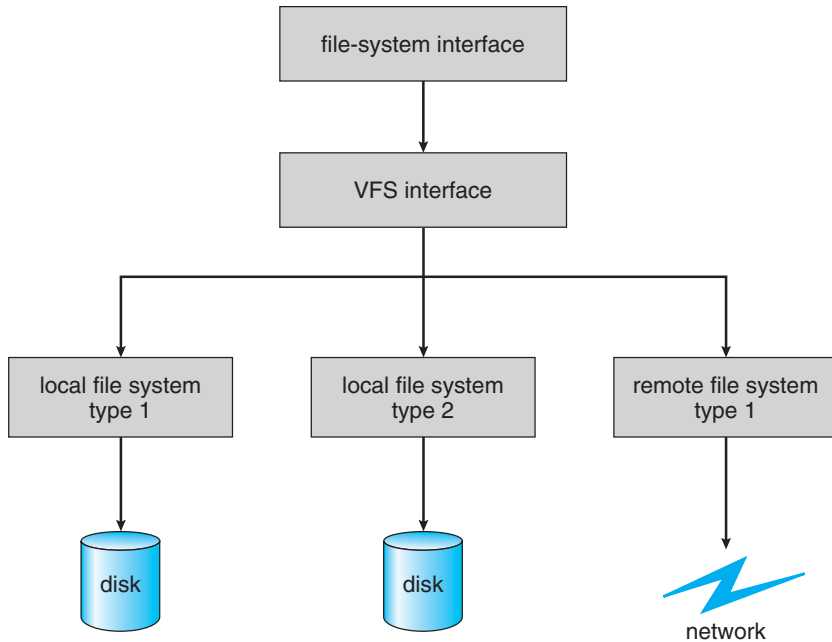 file-system interface
VFS interface
local file system
type 1
local file system
type 2
remote file system
type 1
disk
disk
network